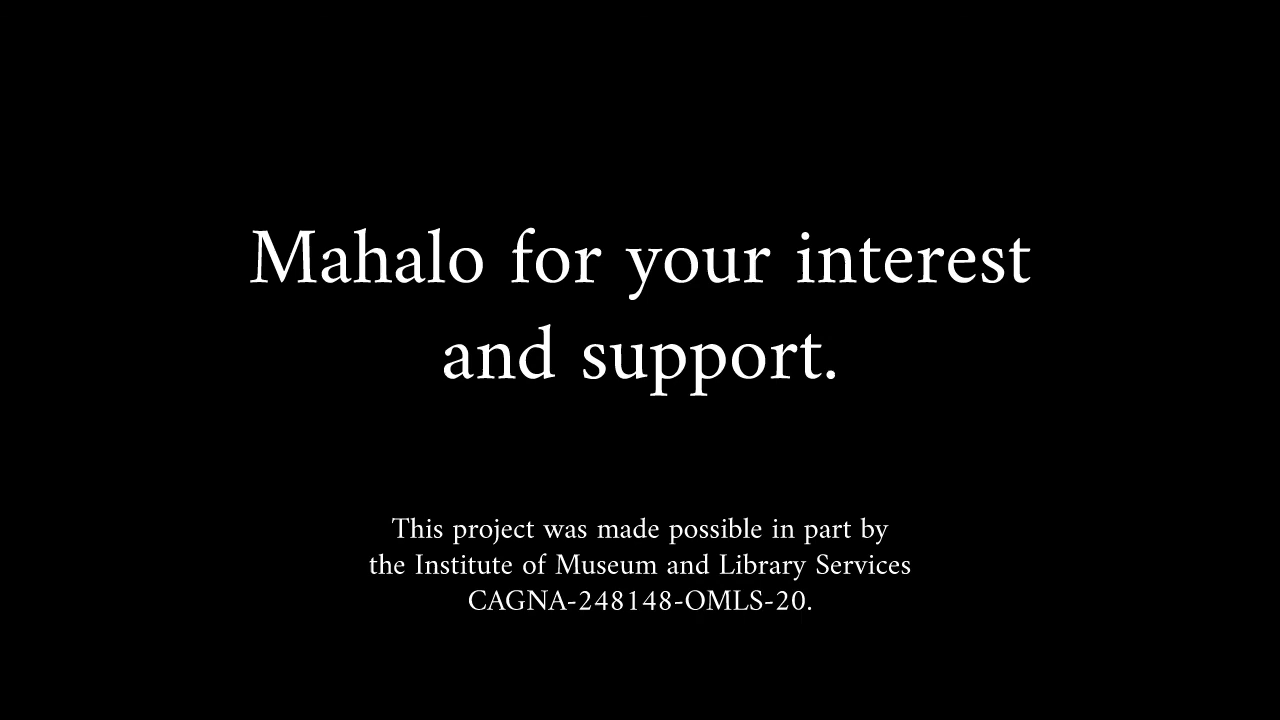 Mahalo for your interest
and support.
This project was made possible in part by
the Institute of Museum and Library Services
CAGNA-248148-OMLS-20.